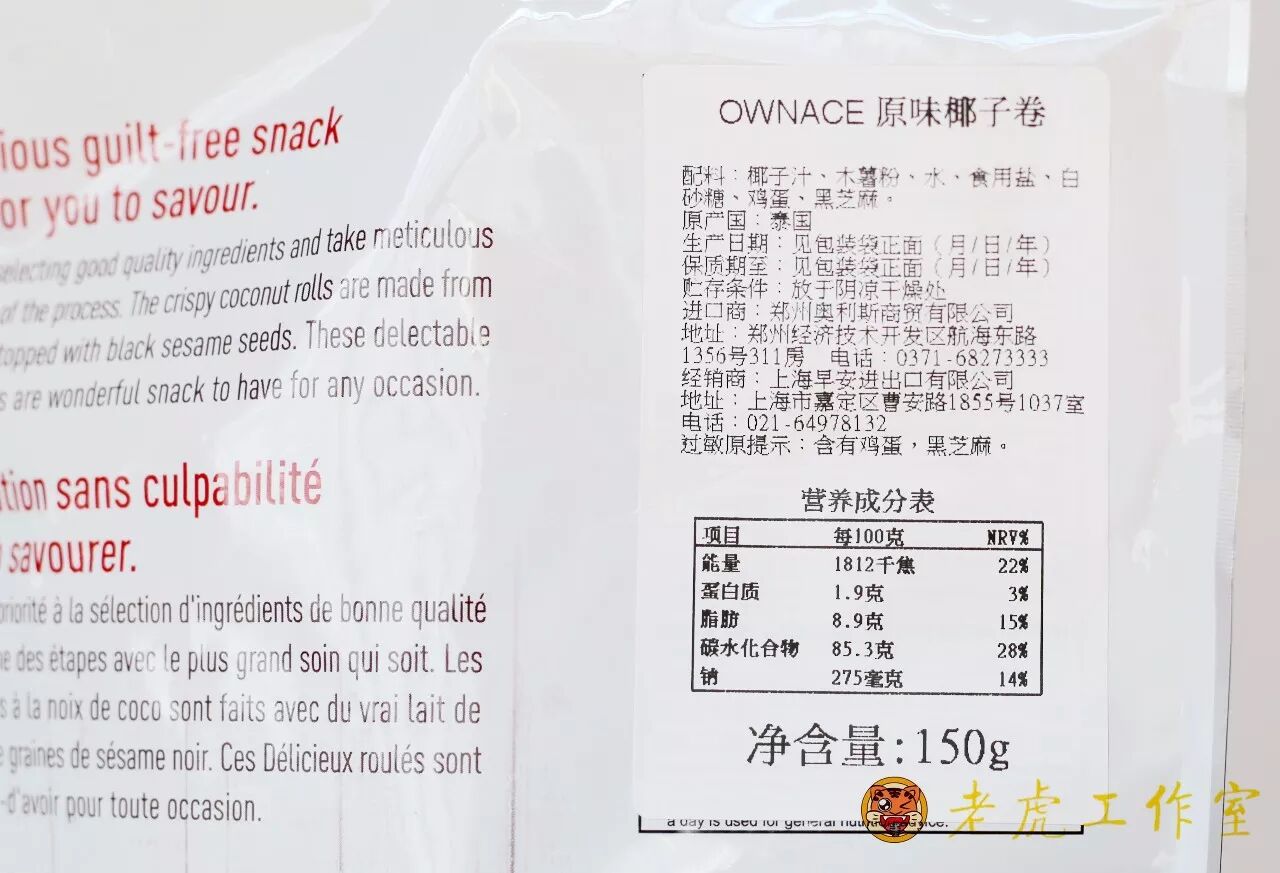 ious guilt-free snack
or you to savour.
selecting good quality ingredients and take meticulous
of the process. The crispy coconut rolls are made from
topped with black sesame seeds. These delectable
s are wonderful snack to have for any occasion.
tion sans culpabilité
savourer.
priorité à la sélection d'ingrédients de bonne qualité
e des étapes avec le plus grand soin qui soit. Les
s à la noix de coco sont faits avec du vrai lait de
e graines de sésame noir. Ces Délicieux roulés sont
-d'avoir pour toute occasion.
OWNACE 原味椰子卷
配料：椰子汁、木薯粉、水、食用盐、白
砂糖、鸡蛋、黑芝麻。
原产国：泰国
生产日期：见包装袋正面（月/日/年）
保质期至：见包装袋正面（月/日/年）
贮存条件：放于阴凉干燥处
进口商：郑州奥利斯商贸有限公司
地址：郑州经济技术开发区航海东路
1356号311房 电话：0371-68273333
经销商：上海早安进出口有限公司
地址：上海市嘉定区曹安路1855号1037室
电话：021-64978132
过敏原提示：含有鸡蛋，黑芝麻。
营养成分表
项目 每100克 NRV%
能量 1812千焦 22%
蛋白质 1.9克 3%
脂肪 8.9克 15%
碳水化合物 85.3克 28%
钠 275毫克 14%
净含量:150g
a day is used for general nutrition advice.
老虎工作室